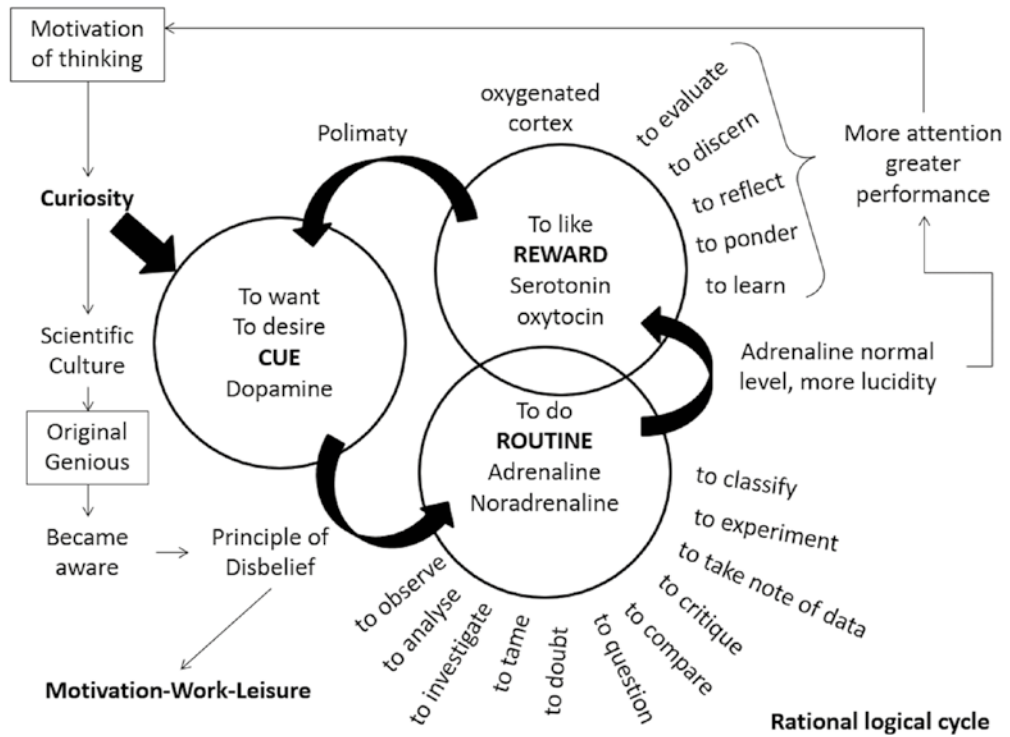 Motivation
of thinking
Curiosity
Scientific
Culture
Original
Genious
Became
aware
Principle of
Disbelief
Motivation-Work-Leisure
Polimaty
To want
To desire
CUE
Dopamine
oxygenated
cortex
To like
REWARD
Serotonin
oxytocin
to evaluate
to discern
to reflect
to ponder
to learn
More attention
greater
performance
Adrenaline normal
level, more lucidity
To do
ROUTINE
Adrenaline
Noradrenaline
to observe
to analyse
to investigate
to tame
to doubt
to question
to compare
to critique
to take note of data
to experiment
to classify
Rational logical cycle